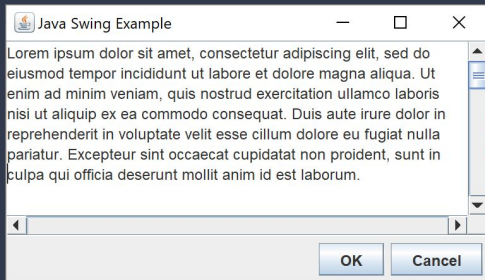 Java Swing Example
Lorem ipsum dolor sit amet, consectetur adipiscing elit, sed do
eiusmod tempor incididunt ut labore et dolore magna aliqua. Ut
enim ad minim veniam, quis nostrud exercitation ullamco laboris
nisi ut aliquip ex ea commodo consequat. Duis aute irure dolor in
reprehenderit in voluptate velit esse cillum dolore eu fugiat nulla
pariatur. Excepteur sint occaecat cupidatat non proident, sunt in
culpa qui officia deserunt mollit anim id est laborum.
OK Cancel